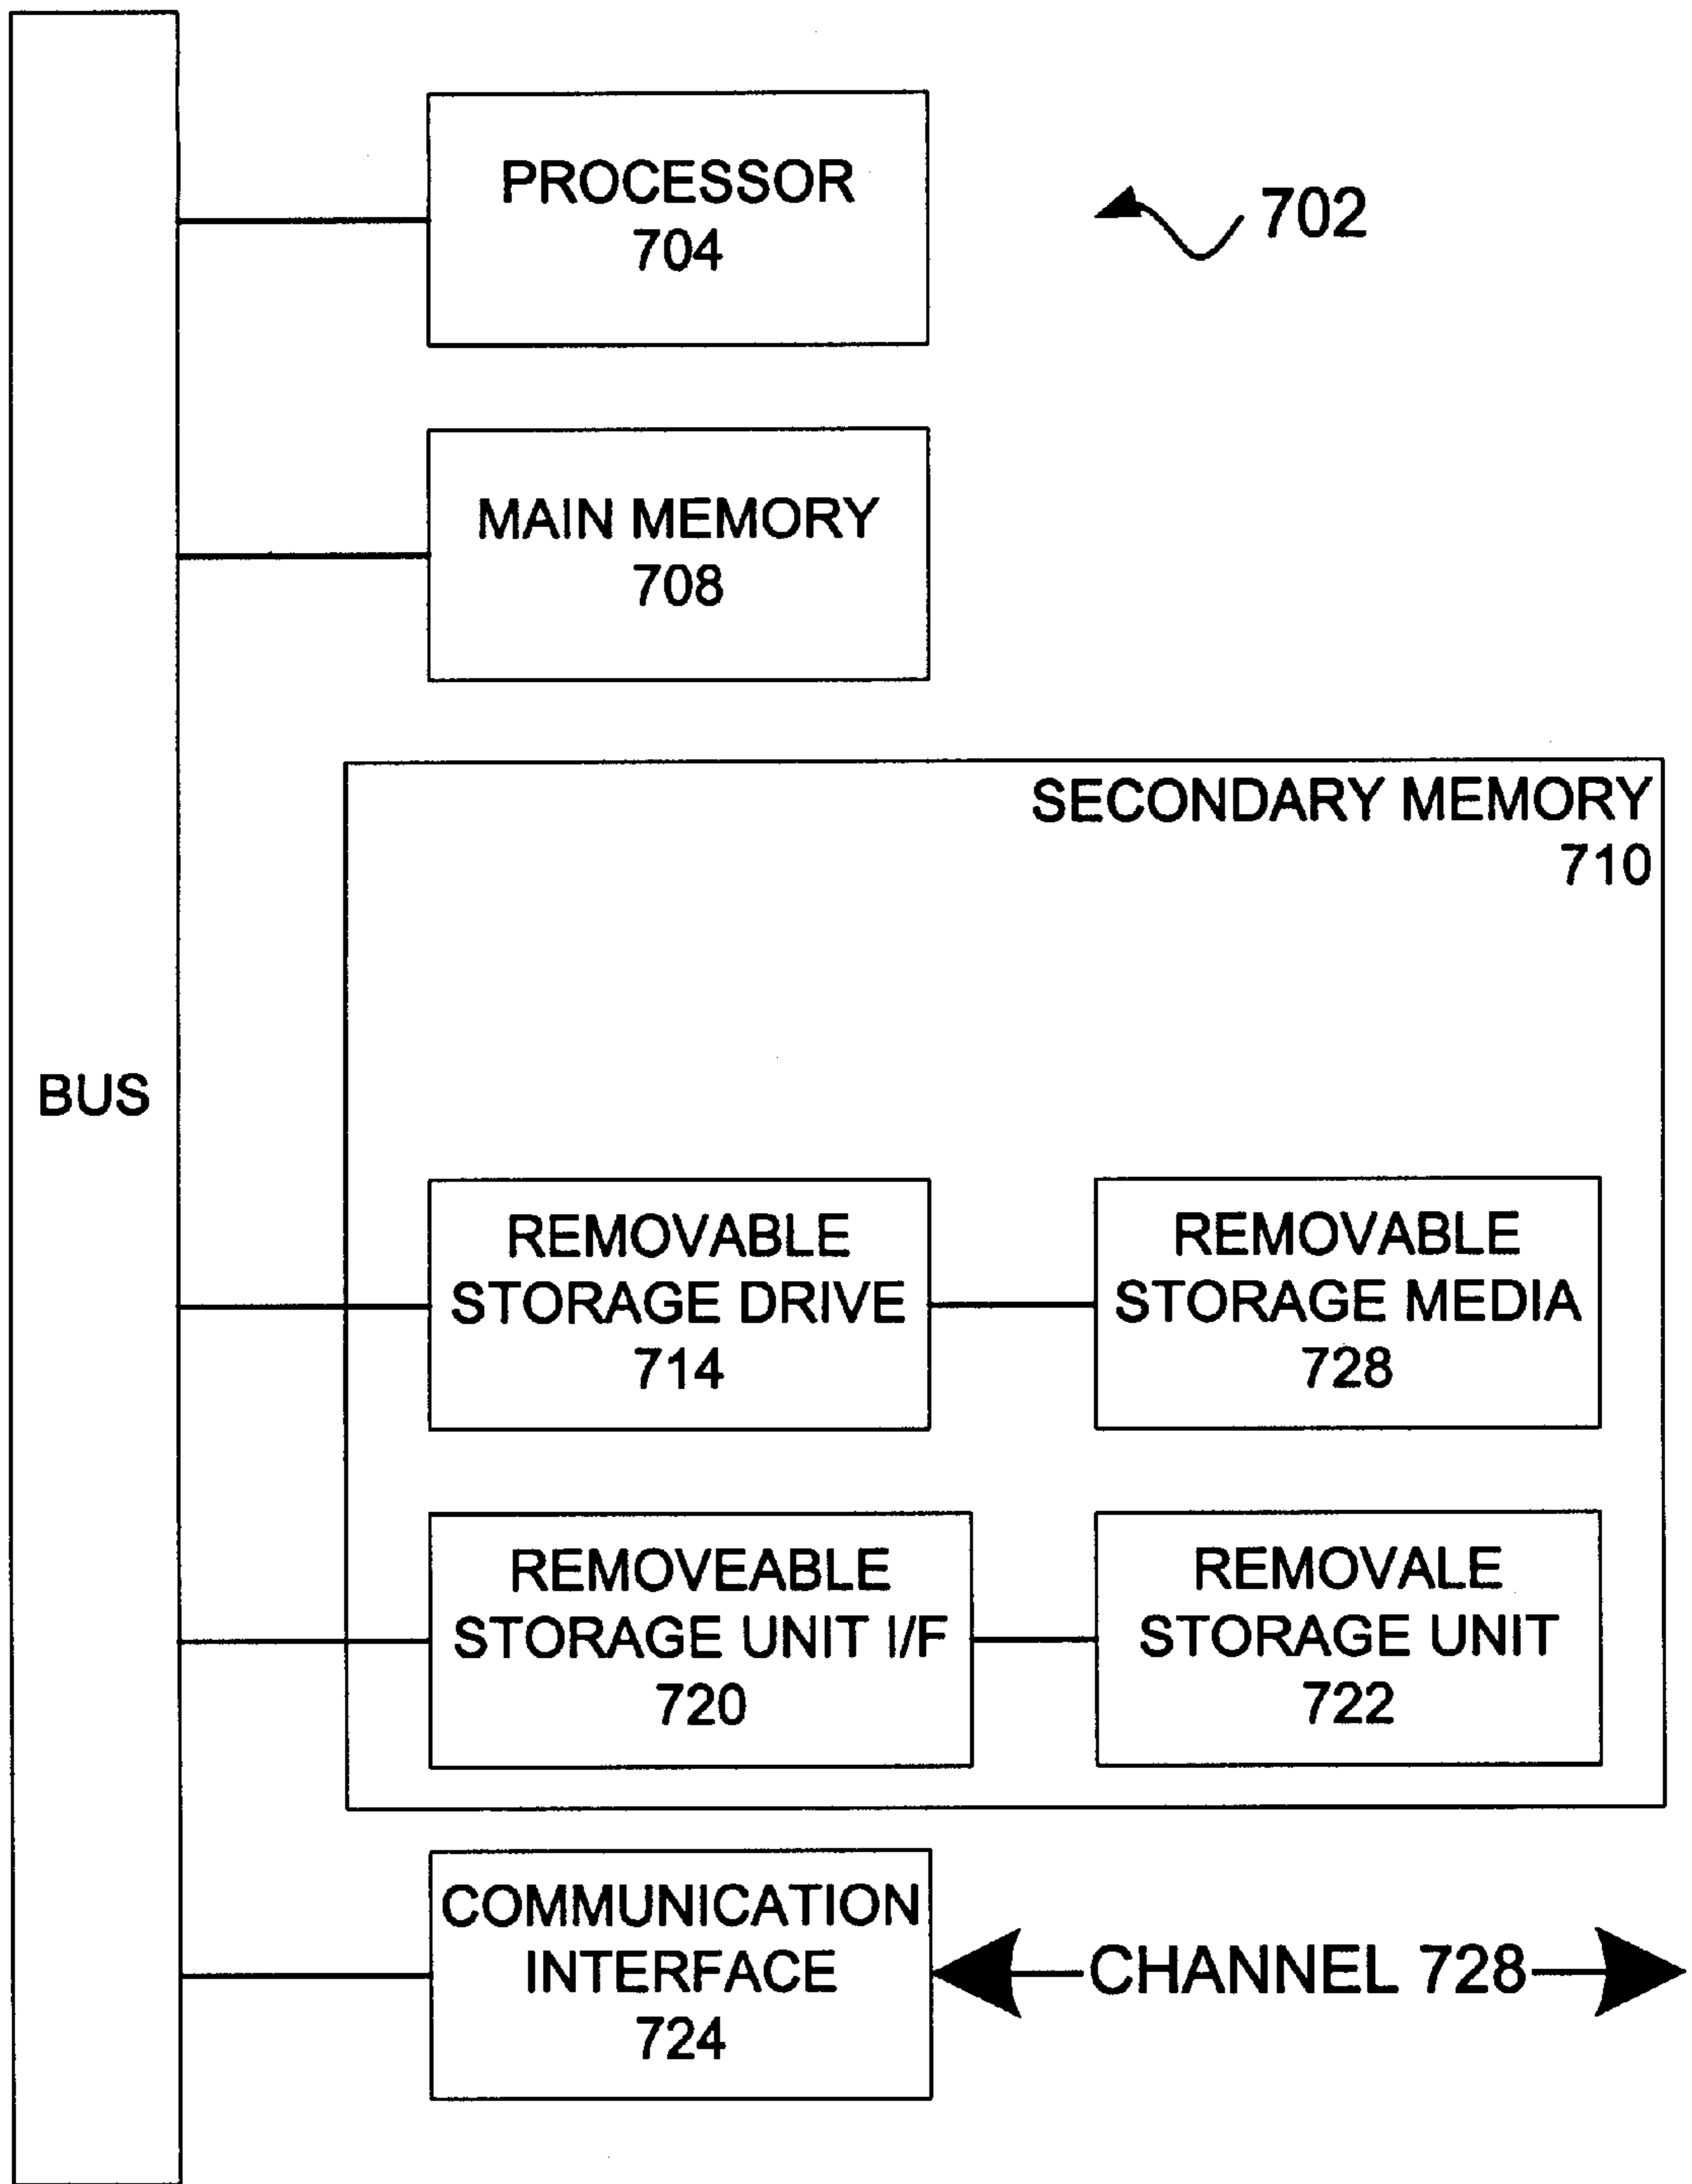 PROCESSOR
704
702
MAIN MEMORY
708
SECONDARY MEMORY
710
BUS
REMOVABLE
STORAGE DRIVE
714
REMOVABLE
STORAGE MEDIA
728
REMOVEABLE
STORAGE UNIT I/F
720
REMOVALE
STORAGE UNIT
722
COMMUNICATION
INTERFACE
724
CHANNEL 728